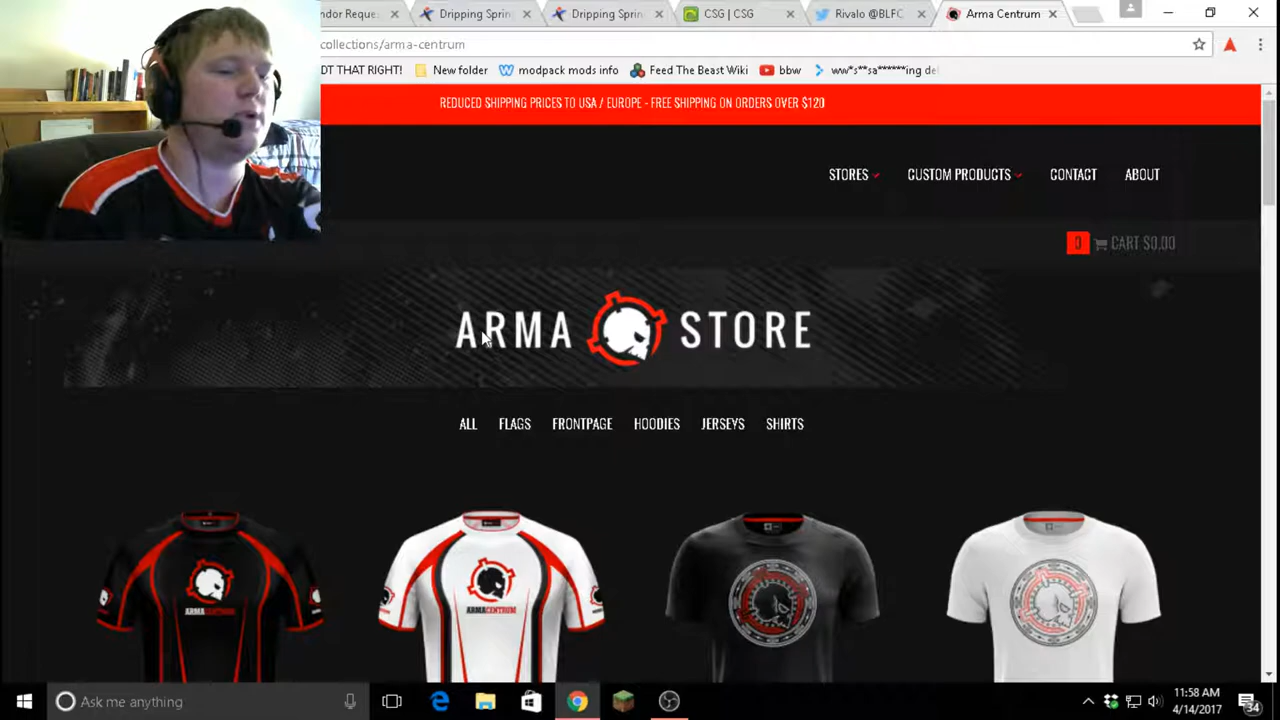 ndor Reque
Dripping Sprin
Dripping Sprin
CSG | CSG
Rivalo @BLFC
Arma Centrum
collections/arma-centrum
DT THAT RIGHT!
New folder
modpack mods info
Feed The Beast Wiki
bbw
ww*s**sa******ing del
REDUCED SHIPPING PRICES TO USA / EUROPE - FREE SHIPPING ON ORDERS OVER $120
STORES
CUSTOM PRODUCTS
CONTACT
ABOUT
0 CART $0.00
ARMA STORE
ALL
FLAGS
FRONTPAGE
HOODIES
JERSEYS
SHIRTS
ARMACENTRUM
ARMACENTRUM
Ask me anything
11:58 AM
4/14/2017
34